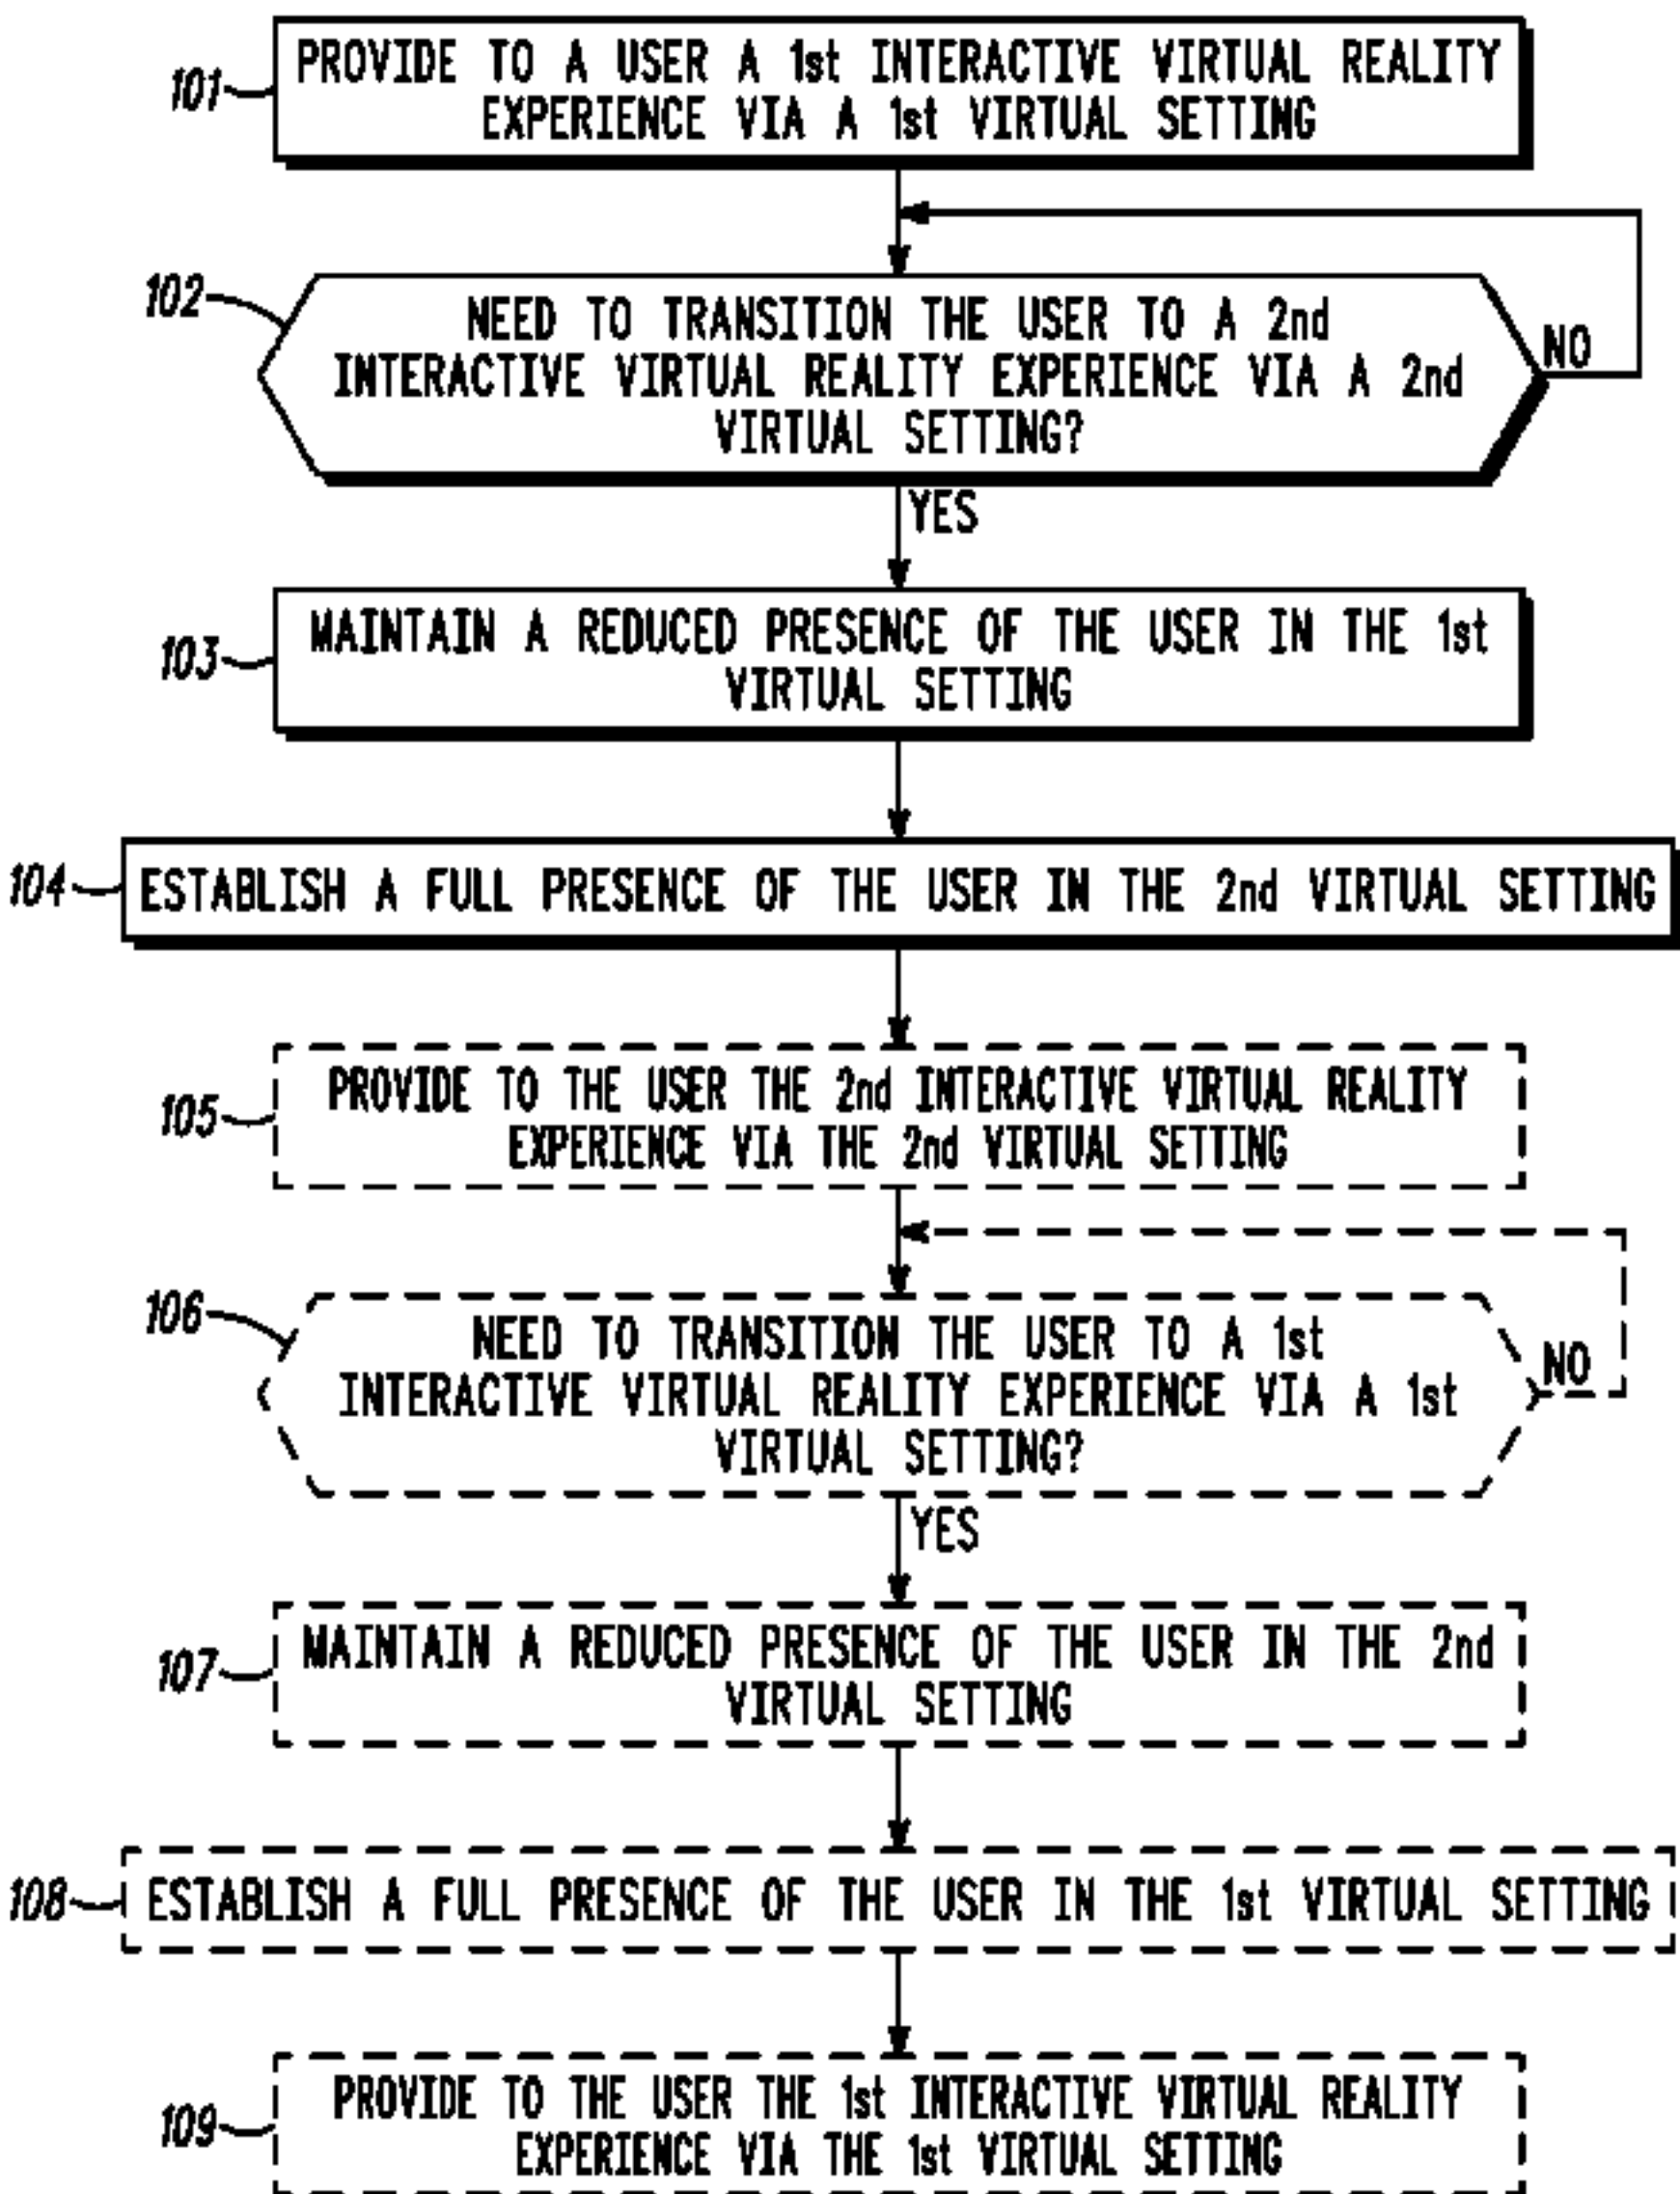 101
PROVIDE TO A USER A 1st INTERACTIVE VIRTUAL REALITY
EXPERIENCE VIA A 1st VIRTUAL SETTING
102
NEED TO TRANSITION THE USER TO A 2nd
INTERACTIVE VIRTUAL REALITY EXPERIENCE VIA A 2nd
VIRTUAL SETTING?
NO
YES
103
MAINTAIN A REDUCED PRESENCE OF THE USER IN THE 1st
VIRTUAL SETTING
104
ESTABLISH A FULL PRESENCE OF THE USER IN THE 2nd VIRTUAL SETTING
105
PROVIDE TO THE USER THE 2nd INTERACTIVE VIRTUAL REALITY
EXPERIENCE VIA THE 2nd VIRTUAL SETTING
106
NEED TO TRANSITION THE USER TO A 1st
INTERACTIVE VIRTUAL REALITY EXPERIENCE VIA A 1st
VIRTUAL SETTING?
NO
YES
107
MAINTAIN A REDUCED PRESENCE OF THE USER IN THE 2nd
VIRTUAL SETTING
108
ESTABLISH A FULL PRESENCE OF THE USER IN THE 1st VIRTUAL SETTING
109
PROVIDE TO THE USER THE 1st INTERACTIVE VIRTUAL REALITY
EXPERIENCE VIA THE 1st VIRTUAL SETTING